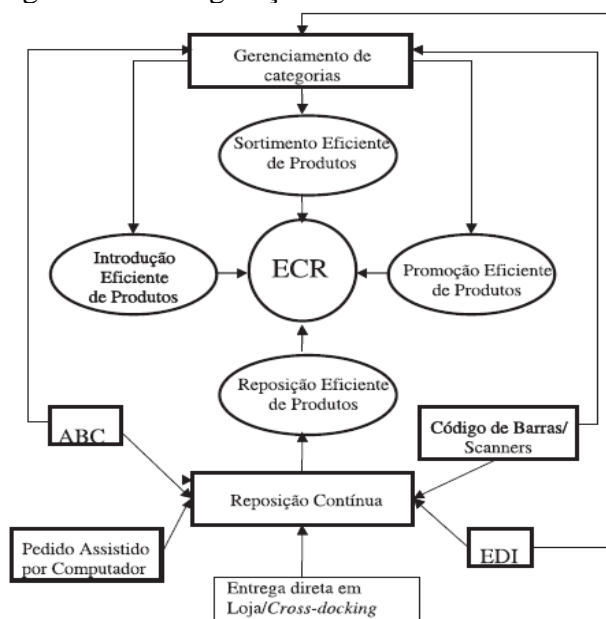 Gerenciamento de
categorias
Sortimento Eficiente
de Produtos
Introdução
Eficiente
de Produtos
ECR
Promoção Eficiente
de Produtos
Reposição Eficiente
de Produtos
ABC
Código de Barras/
Scanners
Reposição Contínua
Pedido Assistido
por Computador
EDI
Entrega direta em
Loja/Cross-docking